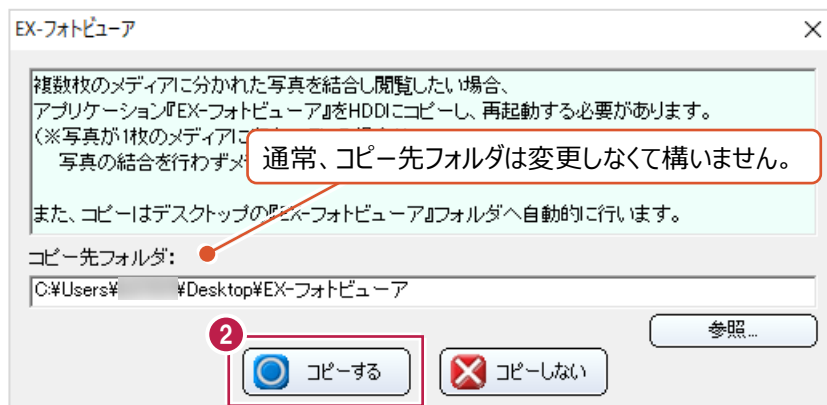 EX-フォトビューア
複数枚のメディアに分かれた写真を結合し閲覧したい場合、
アプリケーション『EX-フォトビューア』をHDDにコピーし、再起動する必要があります。
(※写真が1枚のメディアに
写真の結合を行わずメ
通常、コピー先フォルダは変更しなくて構いません。
また、コピーはデスクトップの『EX-フォトビューア』フォルダへ自動的に行います。
コピー先フォルダ:
C:¥Users¥ ¥Desktop¥EX-フォトビューア
参照...
2
コピーする
コピーしない